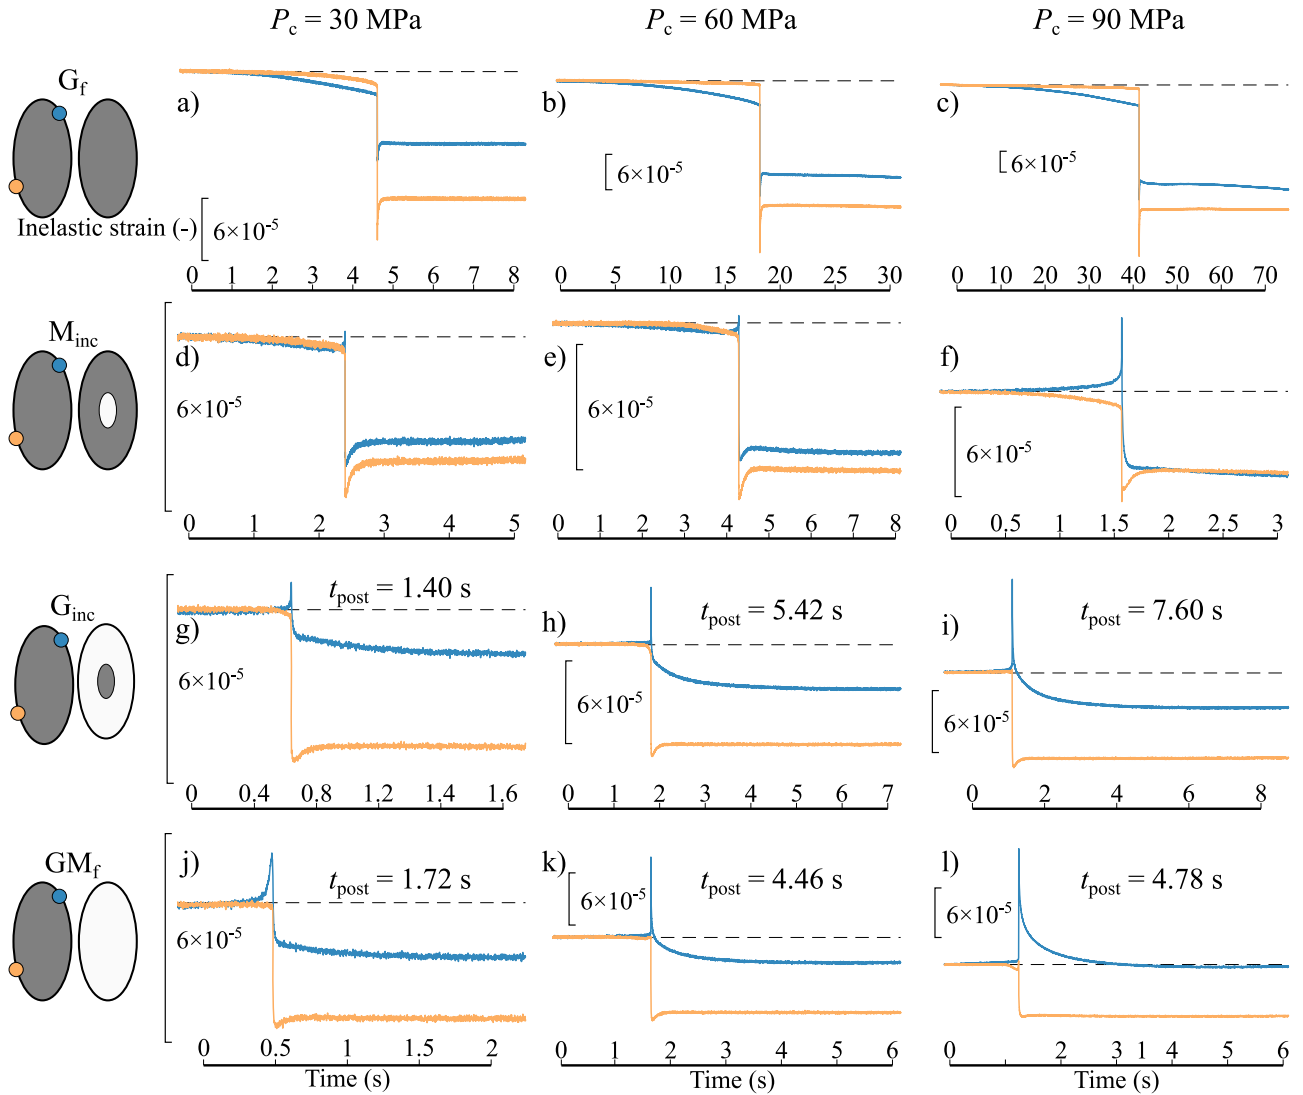 P_c = 30 MPa P_c = 60 MPa P_c = 90 MPa
G_f
a) b) c)
6×10^-5 6×10^-5
Inelastic strain (-) 6×10^-5
0 1 2 3 4 5 6 7 8
0 5 10 15 20 25 30
0 10 20 30 40 50 60 70
M_inc
d) e) f)
6×10^-5 6×10^-5 6×10^-5
0 1 2 3 4 5
0 1 2 3 4 5 6 7 8
0 0.5 1 1.5 2 2.5 3
G_inc
t_post = 1.40 s t_post = 5.42 s t_post = 7.60 s
g) h) i)
6×10^-5 6×10^-5 6×10^-5
0 0.4 0.8 1.2 1.4 1.6
0 1 2 3 4 5 6 7
0 2 4 6 8
GM_f
j) k) l)
t_post = 1.72 s t_post = 4.46 s t_post = 4.78 s
6×10^-5 6×10^-5 6×10^-5
0 0.5 1 1.5 2
0 1 2 3 4 5 6
0 1 2 3 1 4 5 6
Time (s) Time (s) Time (s)